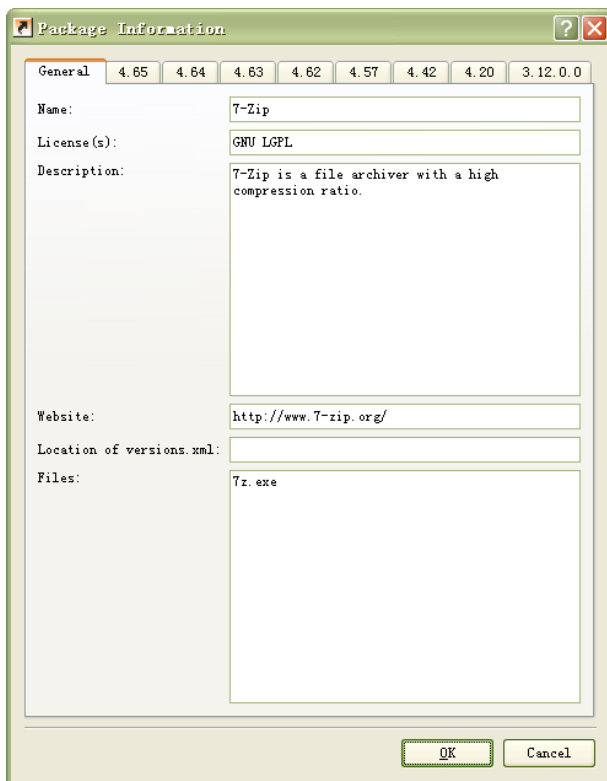 Package Information
General 4.65 4.64 4.63 4.62 4.57 4.42 4.20 3.12.0.0
Name: 7-Zip
License(s): GNU LGPL
Description: 7-Zip is a file archiver with a high
compression ratio.
Website: http://www.7-zip.org/
Location of versions.xml:
Files: 7z.exe
OK Cancel